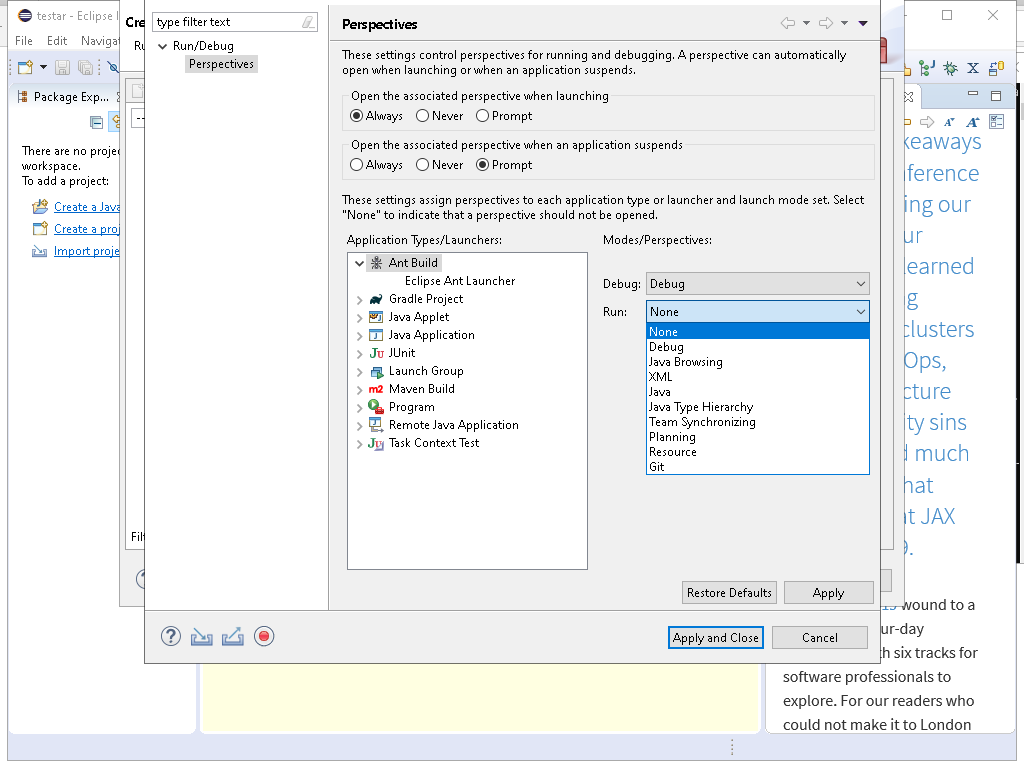 testar - Eclipse
File Edit Navigat
Cre
Ru
type filter text
Run/Debug
Perspectives
Perspectives
These settings control perspectives for running and debugging. A perspective can automatically
open when launching or when an application suspends.
Open the associated perspective when launching
Always Never Prompt
Open the associated perspective when an application suspends
Always Never Prompt
These settings assign perspectives to each application type or launcher and launch mode set. Select
"None" to indicate that a perspective should not be opened.
Application Types/Launchers:
Modes/Perspectives:
Ant Build
Eclipse Ant Launcher
Gradle Project
Java Applet
Java Application
JUnit
Launch Group
Maven Build
Program
Remote Java Application
Task Context Test
Debug: Debug
Run: None
None
Debug
Java Browsing
XML
Java
Java Type Hierarchy
Team Synchronizing
Planning
Resource
Git
Restore Defaults Apply
Apply and Close Cancel
Package Exp...
There are no projec
workspace.
To add a project:
Create a Java
Create a proj
Import proje
Filt
keaways
ference
ing our
ur
learned
g
clusters
Ops,
cture
ity sins
d much
hat
at JAX
9.
wound to a
ur-day
th six tracks for
software professionals to
explore. For our readers who
could not make it to London